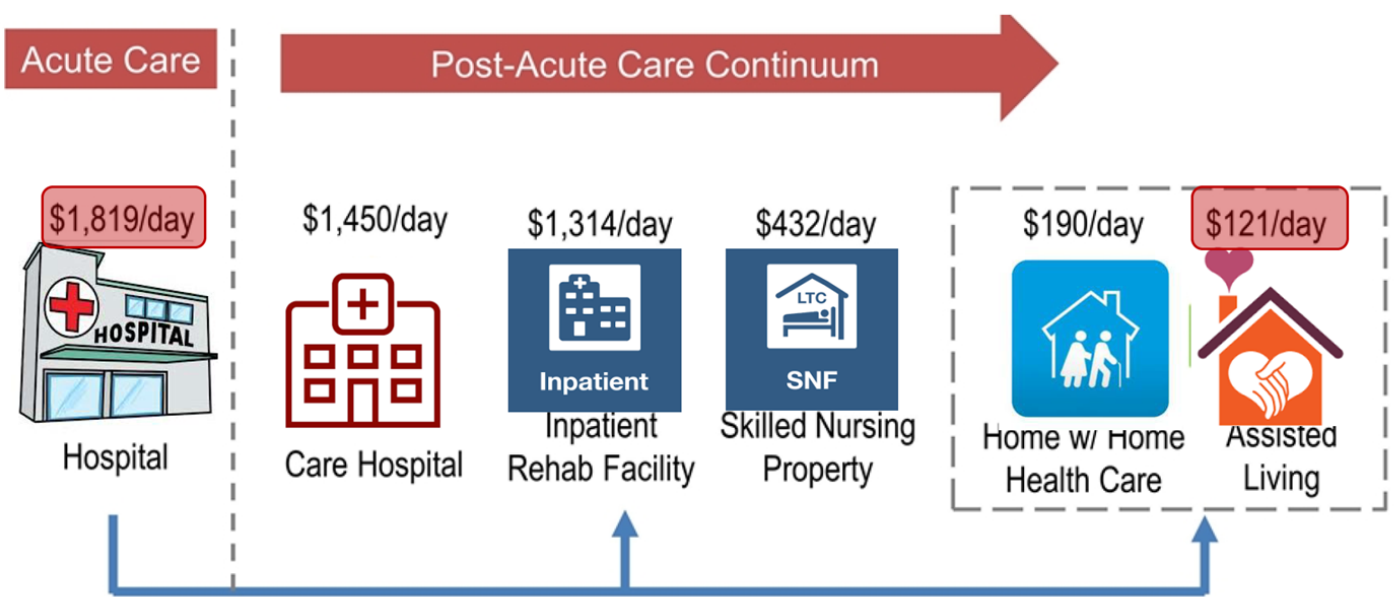 Acute Care
Post-Acute Care Continuum
$1,819/day
$1,450/day
$1,314/day
$432/day
$190/day
$121/day
HOSPITAL
Inpatient
LTC
SNF
Hospital
Care Hospital
Inpatient
Rehab Facility
Skilled Nursing
Property
Home w/ Home
Health Care
Assisted
Living